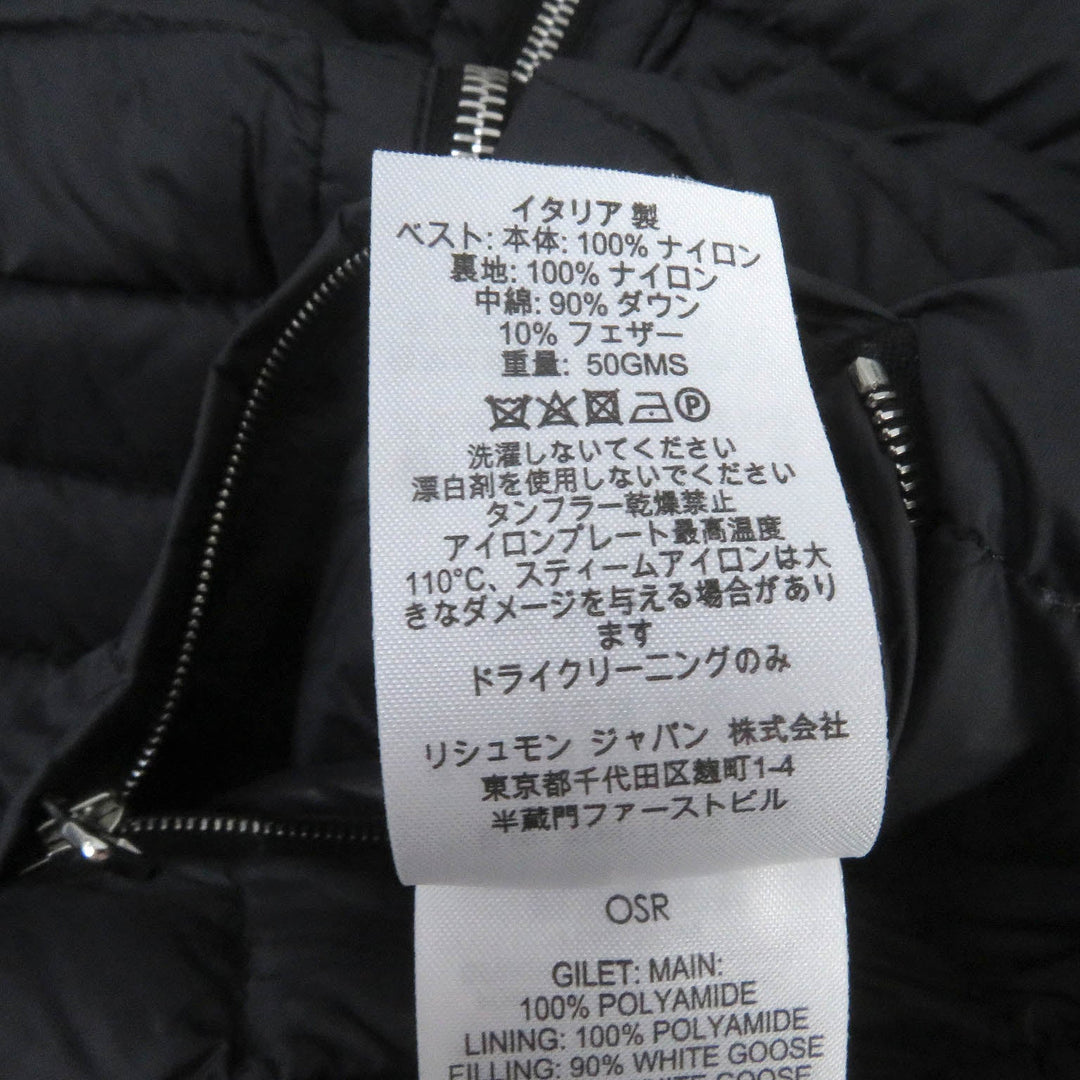 イタリア 製
ベスト: 本体: 100% ナイロン
裏地: 100% ナイロン
中綿: 90% ダウン
10% フェザー
重量: 50GMS
P
洗濯しないてください
漂白剤を使用しないでください
タンブラー乾燥禁止
アイロンプレート最高温度
110°C、スティームアイロンは大
きなダメージを与える場合があり
ます
ドライクリーニングのみ
リシュモン ジャパン 株式会社
東京都千代田区麹町1-4
半蔵門ファーストビル
OSR
GILET: MAIN:
100% POLYAMIDE
LINING: 100% POLYAMIDE
FILLING: 90% WHITE GOOSE
WHITE GOOSE